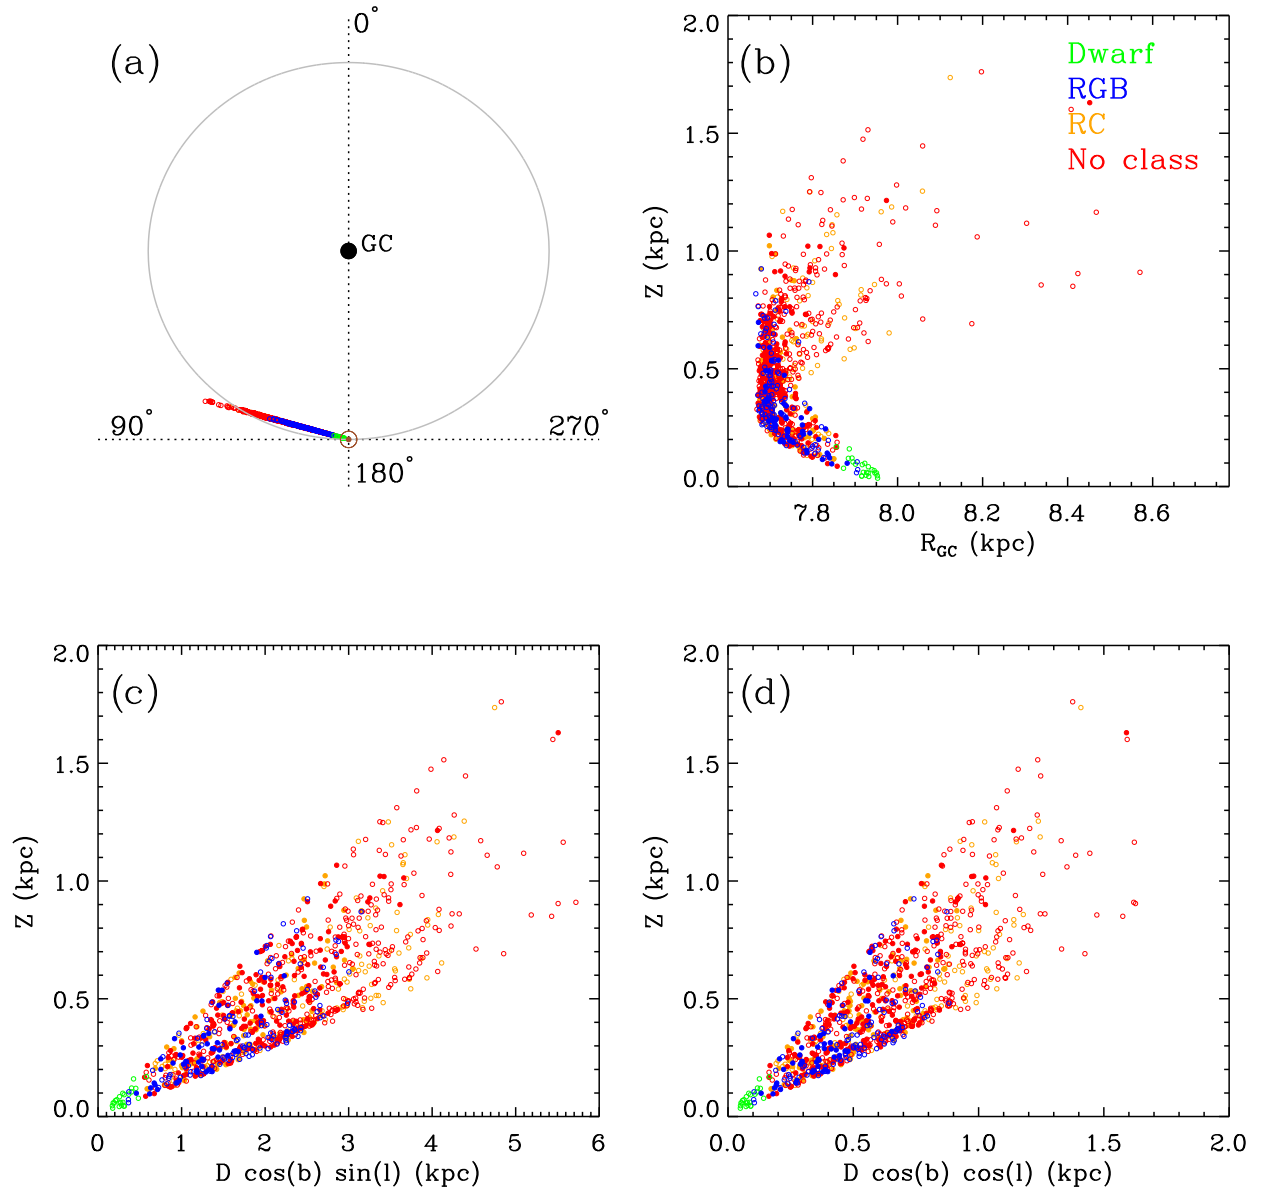 (a)
0°
GC
90°
270°
180°
(b)
Dwarf
RGB
RC
No class
2.0
1.5
1.0
0.5
0.0
Z (kpc)
7.8 8.0 8.2 8.4 8.6
R_GC (kpc)
(c)
2.0
1.5
1.0
0.5
0.0
Z (kpc)
0 1 2 3 4 5 6
D cos(b) sin(l) (kpc)
(d)
2.0
1.5
1.0
0.5
0.0
Z (kpc)
0.0 0.5 1.0 1.5 2.0
D cos(b) cos(l) (kpc)